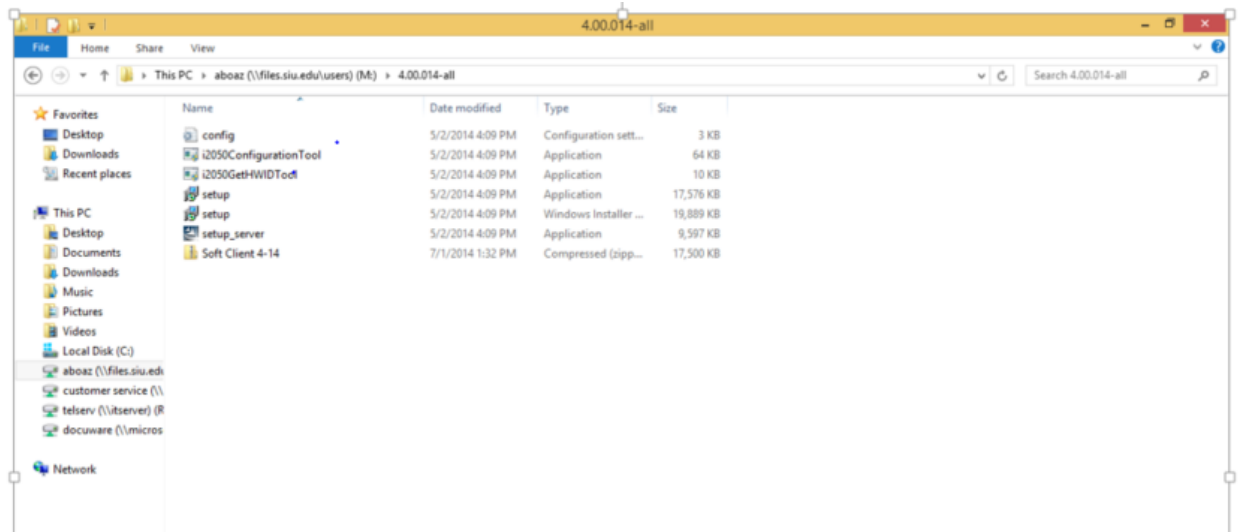 4.00.014-all
File Home Share View
This PC aboaz (\\files.siu.edu\users) (M:) 4.00.014-all Search 4.00.014-all
Favorites
Desktop
Downloads
Recent places
This PC
Desktop
Documents
Downloads
Music
Pictures
Videos
Local Disk (C:)
aboaz (\\files.siu.edu
customer service (\\
telserv (\\itserver) (R
docuware (\\micros
Network
Name Date modified Type Size
config 5/2/2014 4:09 PM Configuration sett... 3 KB
i2050ConfigurationTool 5/2/2014 4:09 PM Application 64 KB
i2050GetHWIDTool 5/2/2014 4:09 PM Application 10 KB
setup 5/2/2014 4:09 PM Application 17,576 KB
setup 5/2/2014 4:09 PM Windows Installer ... 19,889 KB
setup_server 5/2/2014 4:09 PM Application 9,597 KB
Soft Client 4-14 7/1/2014 1:32 PM Compressed (zipp... 17,500 KB